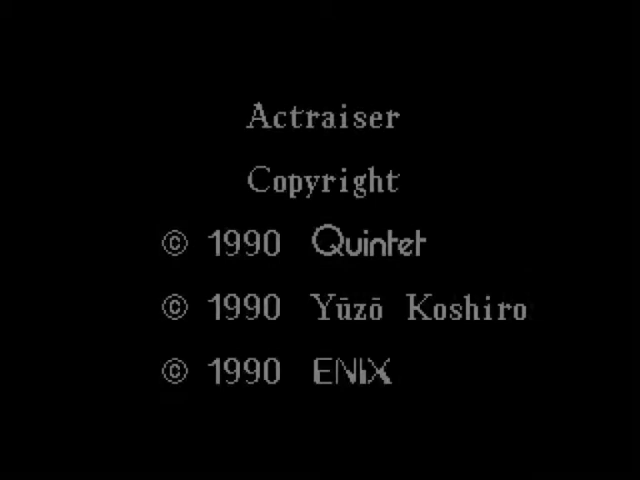 Actraiser
Copyright
© 1990 Quintet
© 1990 Yūzō Koshiro
© 1990 ENIX